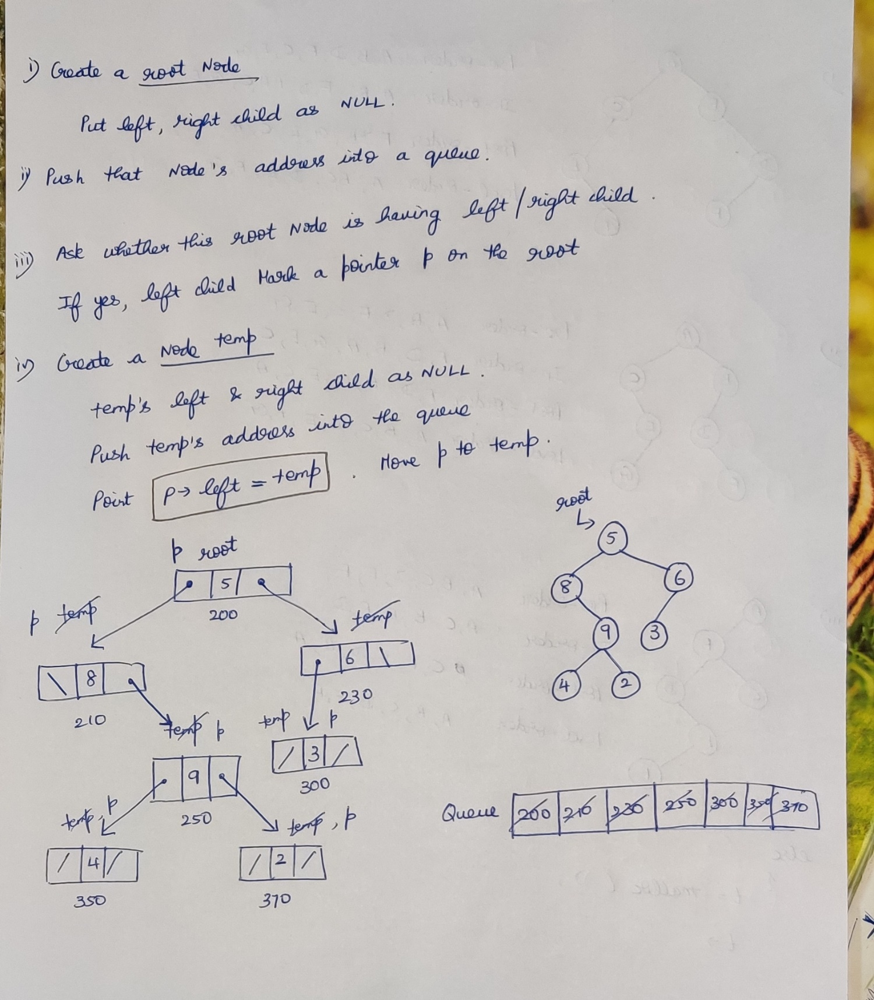 i) Create a root Node
Put left, right child as NULL.
ii) Push that Node's address into a queue.
iii) Ask whether this root Node is having left/right child.
If yes, left child Mark a pointer p on the root
iv) Create a Node temp
temp's left & right child as NULL.
Push temp's address into the queue
Point p→ left = temp. Move p to temp.
root
5
8 6
9 3
4 2
p root
5
200
p temp
temp
8
210
6
230
temp p
temp p
9
250
3
300
temp, p
temp, p
4
350
2
370
Queue 200 210 230 250 300 350 370
else
t = malloc (